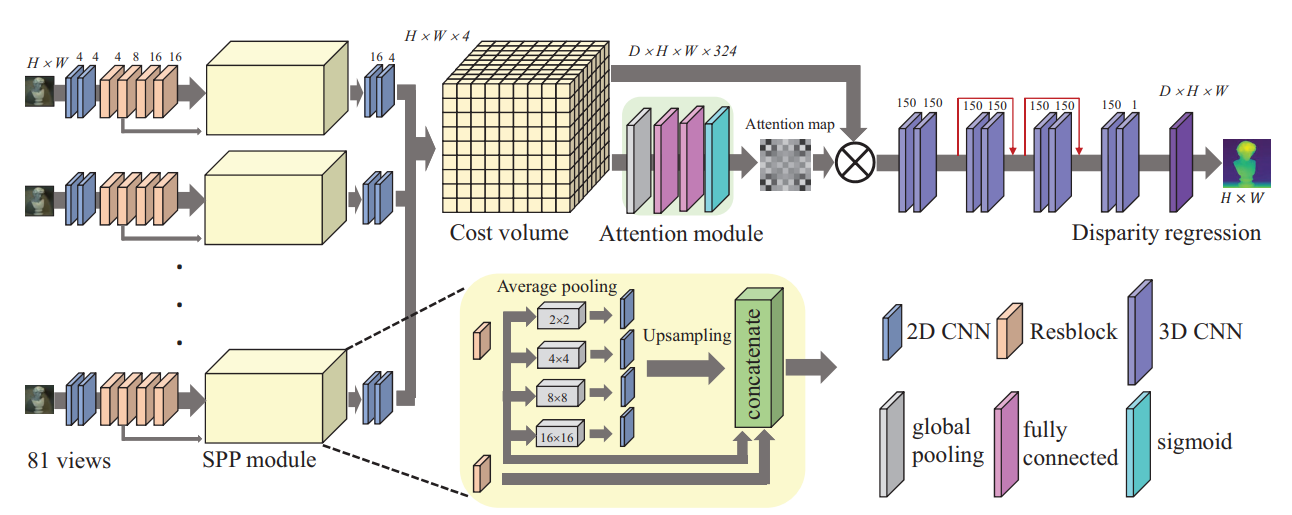 H×W
4 4
4 8 16 16
16 4
H×W×4
D×H×W×324
Attention map
150 150
150 150
150 150
150 1
D×H×W
H×W
Cost volume
Attention module
Disparity regression
81 views
SPP module
Average pooling
2×2
4×4
8×8
16×16
Upsampling
concatenate
2D CNN
Resblock
3D CNN
global
pooling
fully
connected
sigmoid